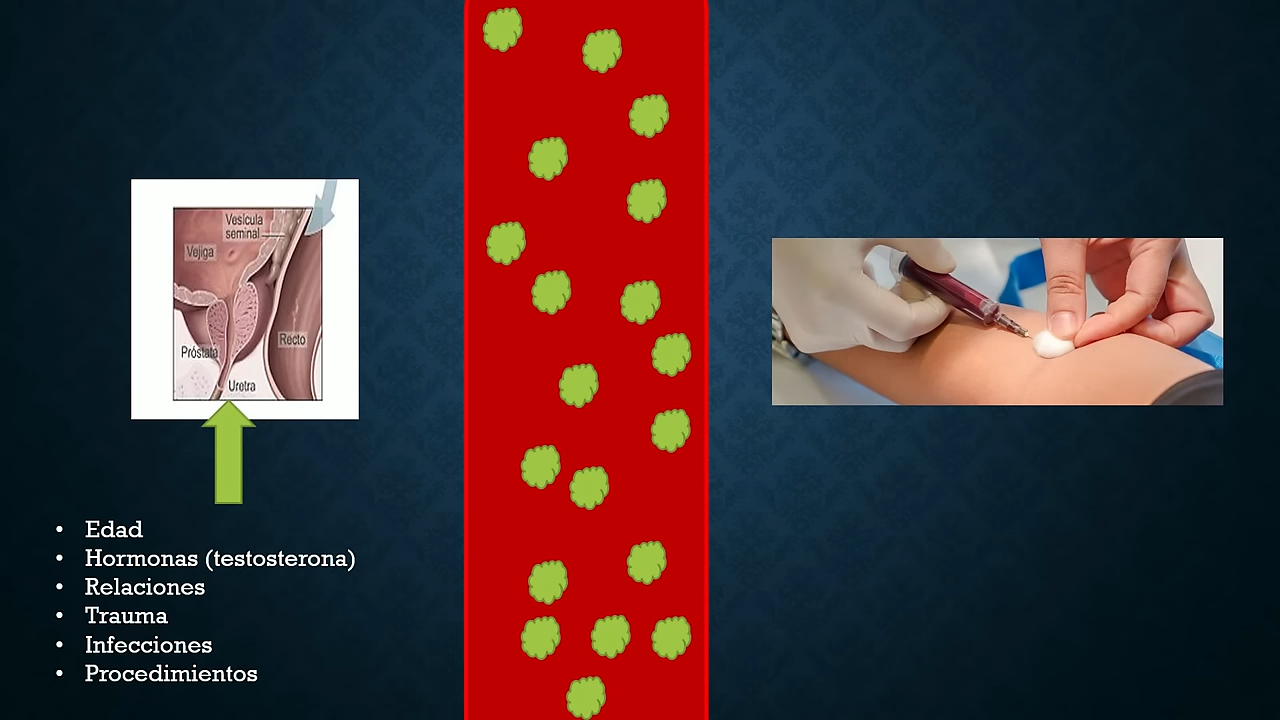 Vesícula
seminal
Vejiga
Recto
Próstata
Uretra
• Edad
• Hormonas (testosterona)
• Relaciones
• Trauma
• Infecciones
• Procedimientos